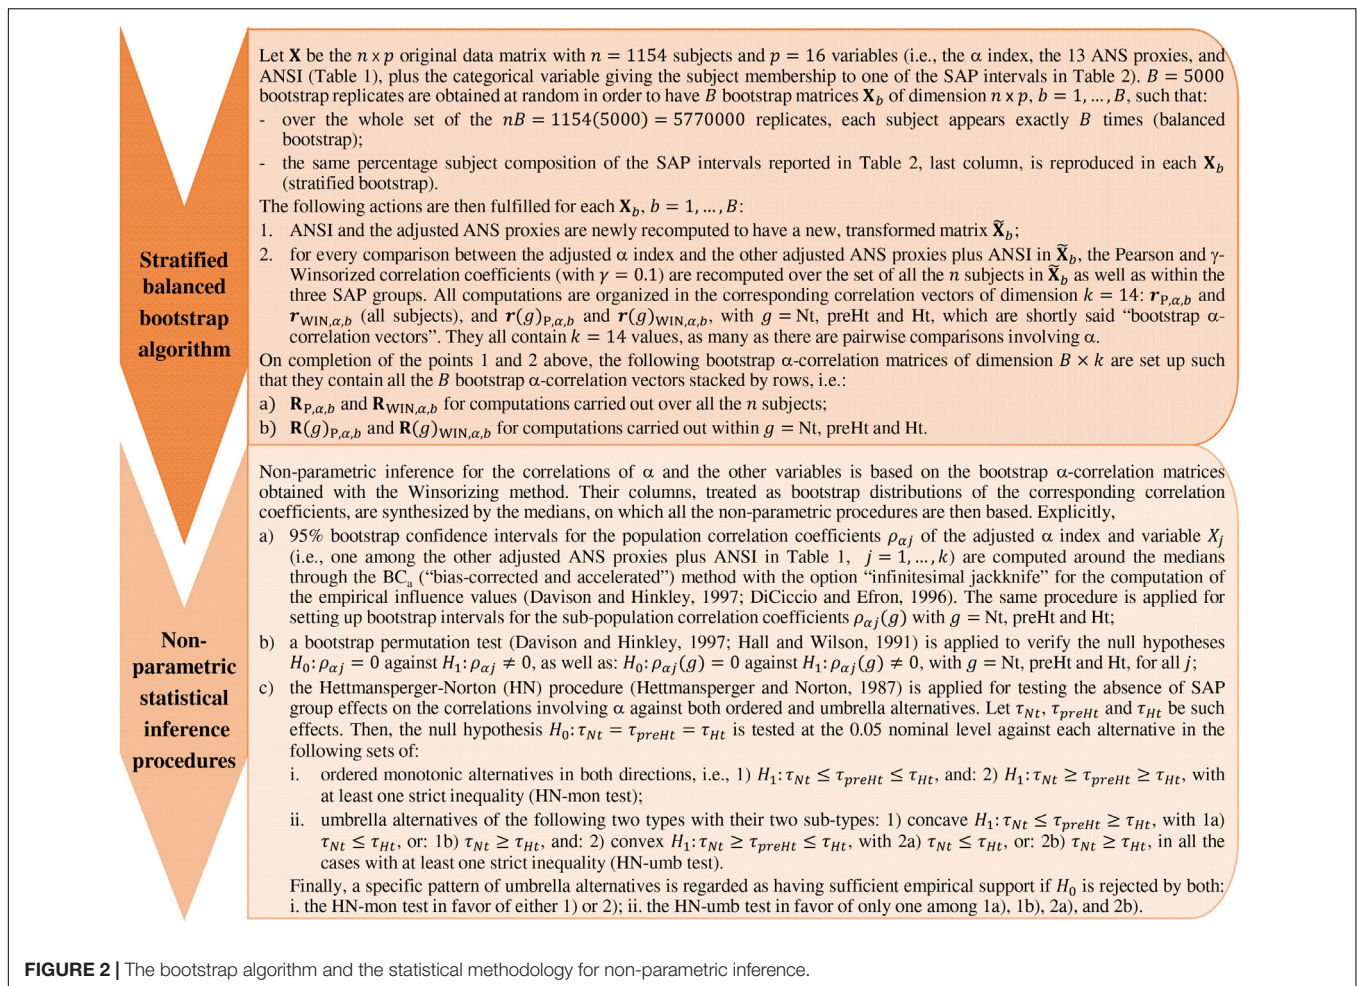 Stratified
balanced
bootstrap
algorithm
Let X be the n x p original data matrix with n = 1154 subjects and p = 16 variables (i.e., the α index, the 13 ANS proxies, and
ANSI (Table 1), plus the categorical variable giving the subject membership to one of the SAP intervals in Table 2). B = 5000
bootstrap replicates are obtained at random in order to have B bootstrap matrices X_b of dimension n x p, b = 1, … , B, such that:
- over the whole set of the nB = 1154(5000) = 5770000 replicates, each subject appears exactly B times (balanced
bootstrap);
- the same percentage subject composition of the SAP intervals reported in Table 2, last column, is reproduced in each X_b
(stratified bootstrap).
The following actions are then fulfilled for each X_b, b = 1, … , B:
1. ANSI and the adjusted ANS proxies are newly recomputed to have a new, transformed matrix X̃_b;
2. for every comparison between the adjusted α index and the other adjusted ANS proxies plus ANSI in X̃_b, the Pearson and γ-
Winsorized correlation coefficients (with γ = 0.1) are recomputed over the set of all the n subjects in X̃_b as well as within the
three SAP groups. All computations are organized in the corresponding correlation vectors of dimension k = 14: r_P,α,b and
r_WIN,α,b (all subjects), and r(g)_P,α,b and r(g)_WIN,α,b, with g = Nt, preHt and Ht, which are shortly said “bootstrap α-
correlation vectors”. They all contain k = 14 values, as many as there are pairwise comparisons involving α.
On completion of the points 1 and 2 above, the following bootstrap α-correlation matrices of dimension B × k are set up such
that they contain all the B bootstrap α-correlation vectors stacked by rows, i.e.:
a) R_P,α,b and R_WIN,α,b for computations carried out over all the n subjects;
b) R(g)_P,α,b and R(g)_WIN,α,b for computations carried out within g = Nt, preHt and Ht.
Non-
parametric
statistical
inference
procedures
Non-parametric inference for the correlations of α and the other variables is based on the bootstrap α-correlation matrices
obtained with the Winsorizing method. Their columns, treated as bootstrap distributions of the corresponding correlation
coefficients, are synthesized by the medians, on which all the non-parametric procedures are then based. Explicitly,
a) 95% bootstrap confidence intervals for the population correlation coefficients ρ_αj of the adjusted α index and variable X_j
(i.e., one among the other adjusted ANS proxies plus ANSI in Table 1, j = 1, … , k) are computed around the medians
through the BC_a (“bias-corrected and accelerated”) method with the option “infinitesimal jackknife” for the computation of
the empirical influence values (Davison and Hinkley, 1997; DiCiccio and Efron, 1996). The same procedure is applied for
setting up bootstrap intervals for the sub-population correlation coefficients ρ_αj(g) with g = Nt, preHt and Ht;
b) a bootstrap permutation test (Davison and Hinkley, 1997; Hall and Wilson, 1991) is applied to verify the null hypotheses
H_0: ρ_αj = 0 against H_1: ρ_αj ≠ 0, as well as: H_0: ρ_αj(g) = 0 against H_1: ρ_αj(g) ≠ 0, with g = Nt, preHt and Ht, for all j;
c) the Hettmansperger-Norton (HN) procedure (Hettmansperger and Norton, 1987) is applied for testing the absence of SAP
group effects on the correlations involving α against both ordered and umbrella alternatives. Let τ_Nt, τ_preHt and τ_Ht be such
effects. Then, the null hypothesis H_0: τ_Nt = τ_preHt = τ_Ht is tested at the 0.05 nominal level against each alternative in the
following sets of:
i. ordered monotonic alternatives in both directions, i.e., 1) H_1: τ_Nt ≤ τ_preHt ≤ τ_Ht, and: 2) H_1: τ_Nt ≥ τ_preHt ≥ τ_Ht, with
at least one strict inequality (HN-mon test);
ii. umbrella alternatives of the following two types with their two sub-types: 1) concave H_1: τ_Nt ≤ τ_preHt ≥ τ_Ht, with 1a)
τ_Nt ≤ τ_Ht, or: 1b) τ_Nt ≥ τ_Ht, and: 2) convex H_1: τ_Nt ≥ τ_preHt ≤ τ_Ht, with 2a) τ_Nt ≤ τ_Ht, or: 2b) τ_Nt ≥ τ_Ht, in all the
cases with at least one strict inequality (HN-umb test).
Finally, a specific pattern of umbrella alternatives is regarded as having sufficient empirical support if H_0 is rejected by both:
i. the HN-mon test in favor of either 1) or 2); ii. the HN-umb test in favor of only one among 1a), 1b), 2a), and 2b).
FIGURE 2 | The bootstrap algorithm and the statistical methodology for non-parametric inference.